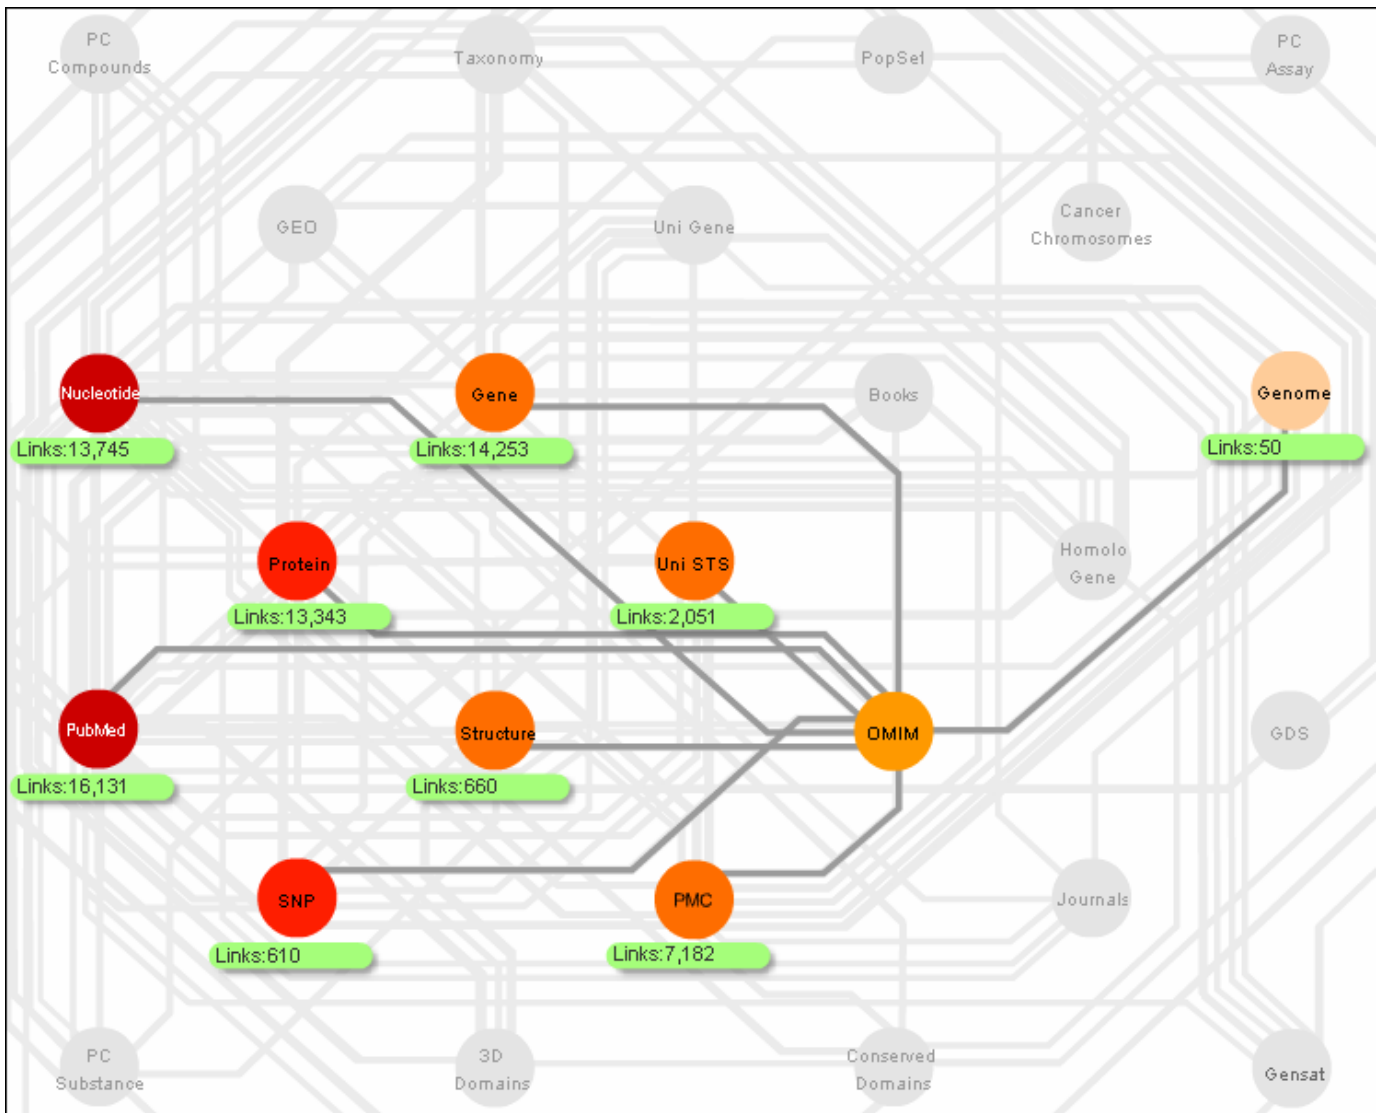 PC
Compounds
Taxonomy
PopSet
PC
Assay
GEO
Uni Gene
Cancer
Chromosomes
Nucleotide
Links:13,745
Gene
Links:14,253
Books
Genome
Links:50
Protein
Links:13,343
Uni STS
Links:2,051
Homolo
Gene
PubMed
Links:16,131
Structure
Links:660
OMIM
GDS
SNP
Links:610
PMC
Links:7,182
Journals
PC
Substance
3D
Domains
Conserved
Domains
Gensat